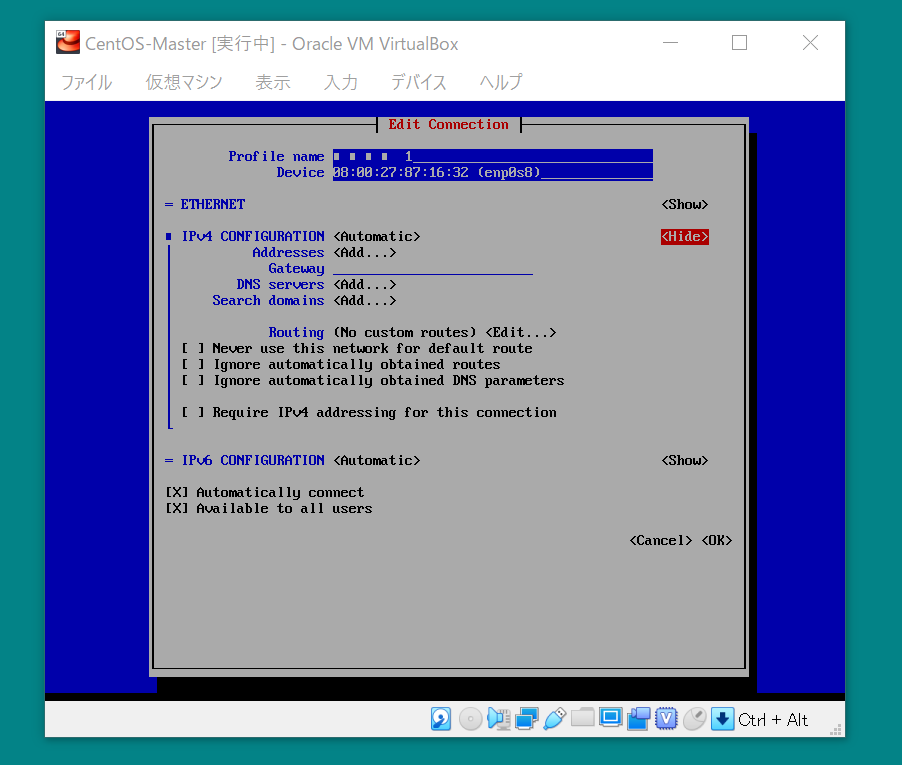 CentOS-Master [実行中] - Oracle VM VirtualBox
ファイル 仮想マシン 表示 入力 デバイス ヘルプ
Edit Connection
Profile name 1
Device 08:00:27:87:16:32 (enp0s8)
= ETHERNET <Show>
IPv4 CONFIGURATION <Automatic> <Hide>
Addresses <Add...>
Gateway
DNS servers <Add...>
Search domains <Add...>
Routing (No custom routes) <Edit...>
[ ] Never use this network for default route
[ ] Ignore automatically obtained routes
[ ] Ignore automatically obtained DNS parameters
[ ] Require IPv4 addressing for this connection
= IPv6 CONFIGURATION <Automatic> <Show>
[X] Automatically connect
[X] Available to all users
<Cancel> <OK>
Ctrl + Alt